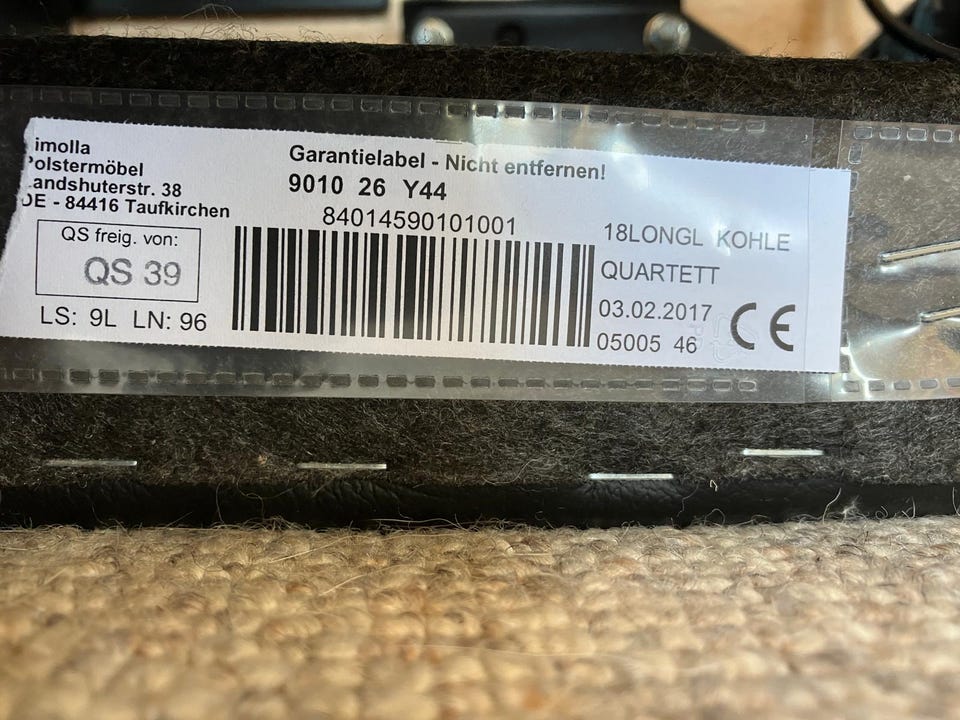 imolla
Polstermöbel
Landshuterstr. 38
DE - 84416 Taufkirchen
QS freig. von:
QS 39
LS: 9L LN: 96
Garantielabel - Nicht entfernen!
9010 26 Y44
84014590101001
18LONGL KOHLE
QUARTETT
03.02.2017
05005 46
CE